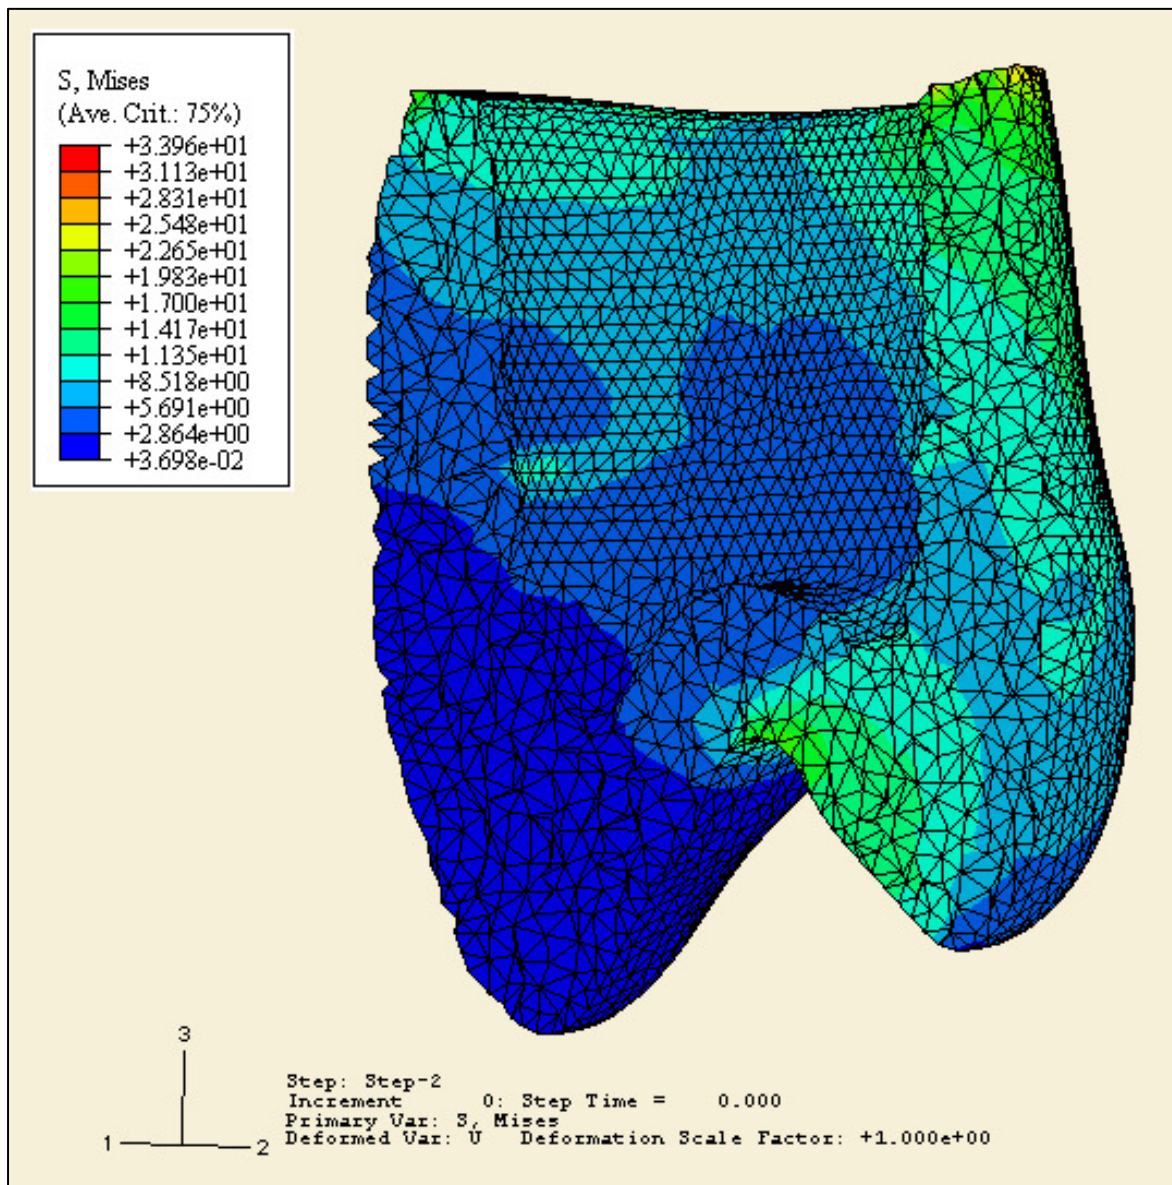 S, Mises
(Ave. Crit.: 75%)
+3.396e+01
+3.113e+01
+2.831e+01
+2.548e+01
+2.265e+01
+1.983e+01
+1.700e+01
+1.417e+01
+1.135e+01
+8.518e+00
+5.691e+00
+2.864e+00
+3.698e-02
3
1
2
Step: Step-2
Increment 0: Step Time = 0.000
Primary Var: S, Mises
Deformed Var: U Deformation Scale Factor: +1.000e+00